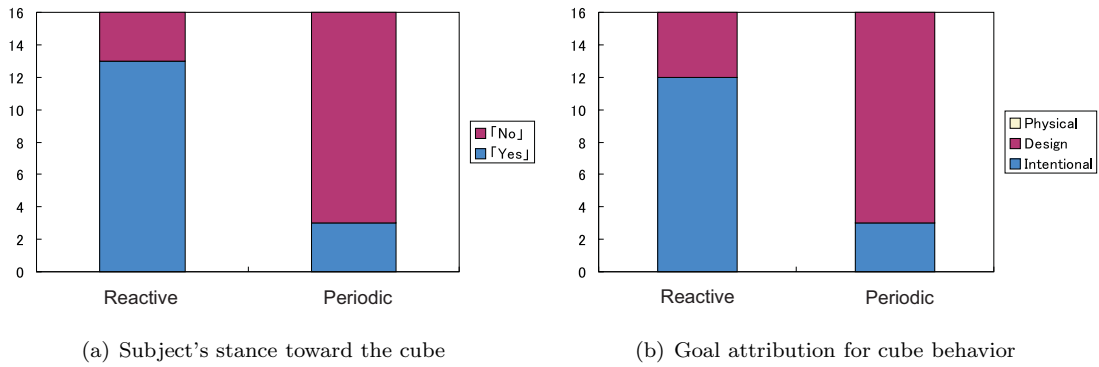 16
14
12
10
8
6
4
2
0
Reactive
Periodic
「No」
「Yes」
(a) Subject's stance toward the cube
16
14
12
10
8
6
4
2
0
Reactive
Periodic
Physical
Design
Intentional
(b) Goal attribution for cube behavior